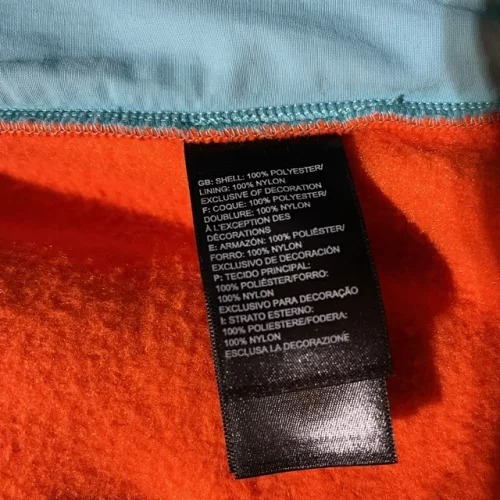 GB: SHELL: 100% POLYESTER/
LINING: 100% NYLON
EXCLUSIVE OF DECORATION
F: COQUE: 100% POLYESTER/
DOUBLURE: 100% NYLON
À L'EXCEPTION DES
DÉCORATIONS
E: ARMAZÓN: 100% POLIÉSTER/
FORRO: 100% NYLON
EXCLUSIVO DE DECORACIÓN
P: TECIDO PRINCIPAL:
100% POLIÉSTER/FORRO:
100% NYLON
EXCLUSIVO PARA DECORAÇÃO
I: STRATO ESTERNO:
100% POLIESTERE/FODERA:
100% NYLON
ESCLUSA LA DECORAZIONE